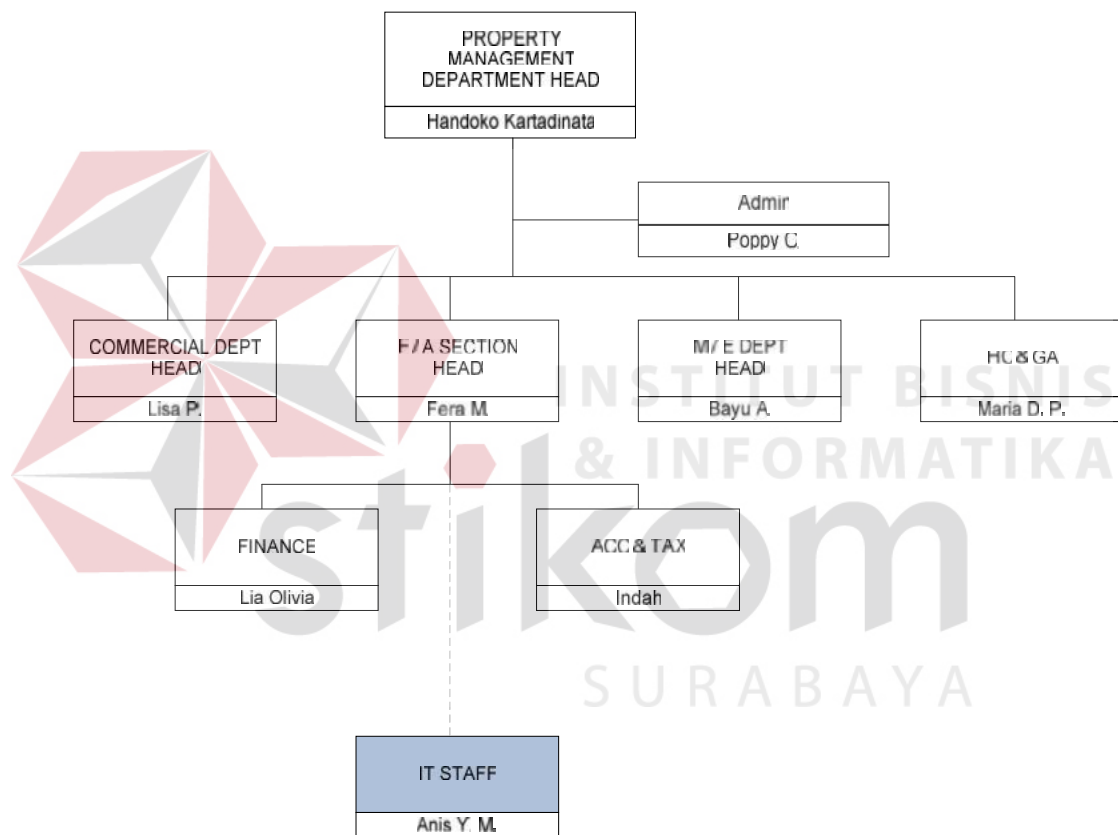 PROPERTY
MANAGEMENT
DEPARTMENT HEAD
Handoko Kartadinata
Admin
Poppy C.
COMMERCIAL DEPT
HEAD
Lisa P.
F / A SECTION
HEAD
Fera M.
M / E DEPT
HEAD
Bayu A.
HC & GA
Maria D. P.
INSTITUT BISNIS
& INFORMATIKA
stikom
SURABAYA
FINANCE
Lia Olivia
ACC & TAX
Indah
IT STAFF
Anis Y. M.